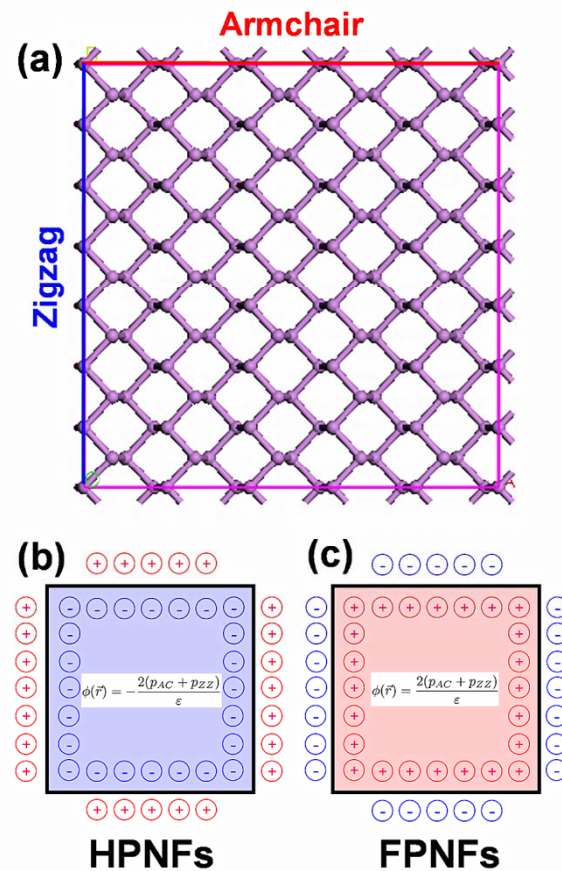 Armchair
(a)
Zigzag
(b)
ϕ(r⃗) = −2(p_AC + p_ZZ)/ε
HPNFs
(c)
ϕ(r⃗) = 2(p_AC + p_ZZ)/ε
FPNFs